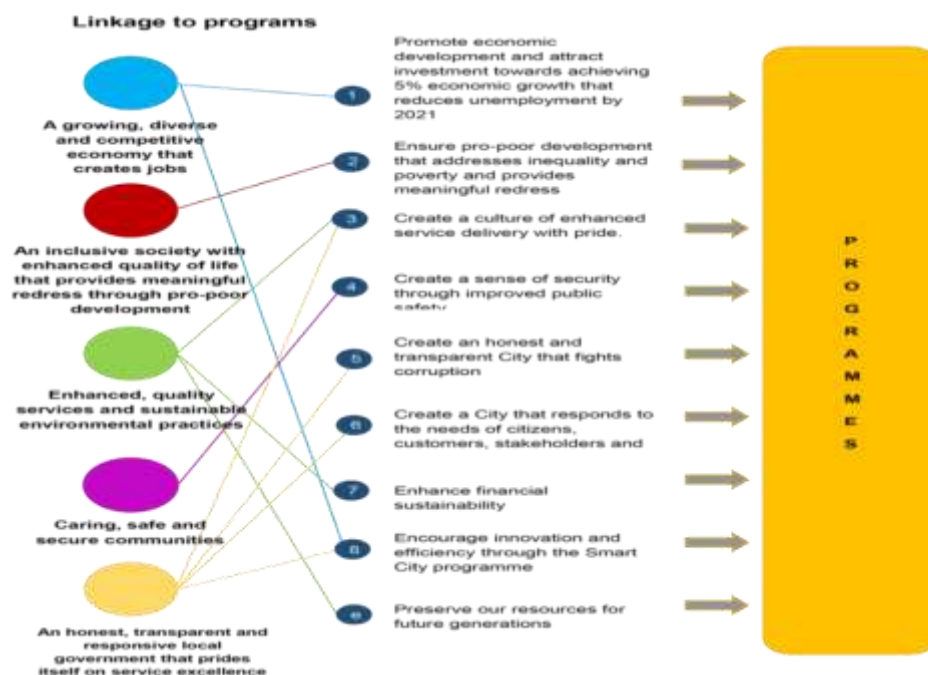 Linkage to programs
A growing, diverse
and competitive
economy that
creates jobs
An inclusive society with
enhanced quality of life
that provides meaningful
redress through pro-poor
development
Enhanced, quality
services and sustainable
environmental practices
Caring, safe and
secure communities
An honest, transparent and
responsive local
government that prides
itself on service excellence
1
Promote economic
development and attract
investment towards achieving
5% economic growth that
reduces unemployment by
2021
2
Ensure pro-poor development
that addresses inequality and
poverty and provides
meaningful redress
3
Create a culture of enhanced
service delivery with pride.
4
Create a sense of security
through improved public
safety
5
Create an honest and
transparent City that fights
corruption
6
Create a City that responds to
the needs of citizens,
customers, stakeholders and
7
Enhance financial
sustainability
8
Encourage innovation and
efficiency through the Smart
City programme
9
Preserve our resources for
future generations
PROGRAMMES